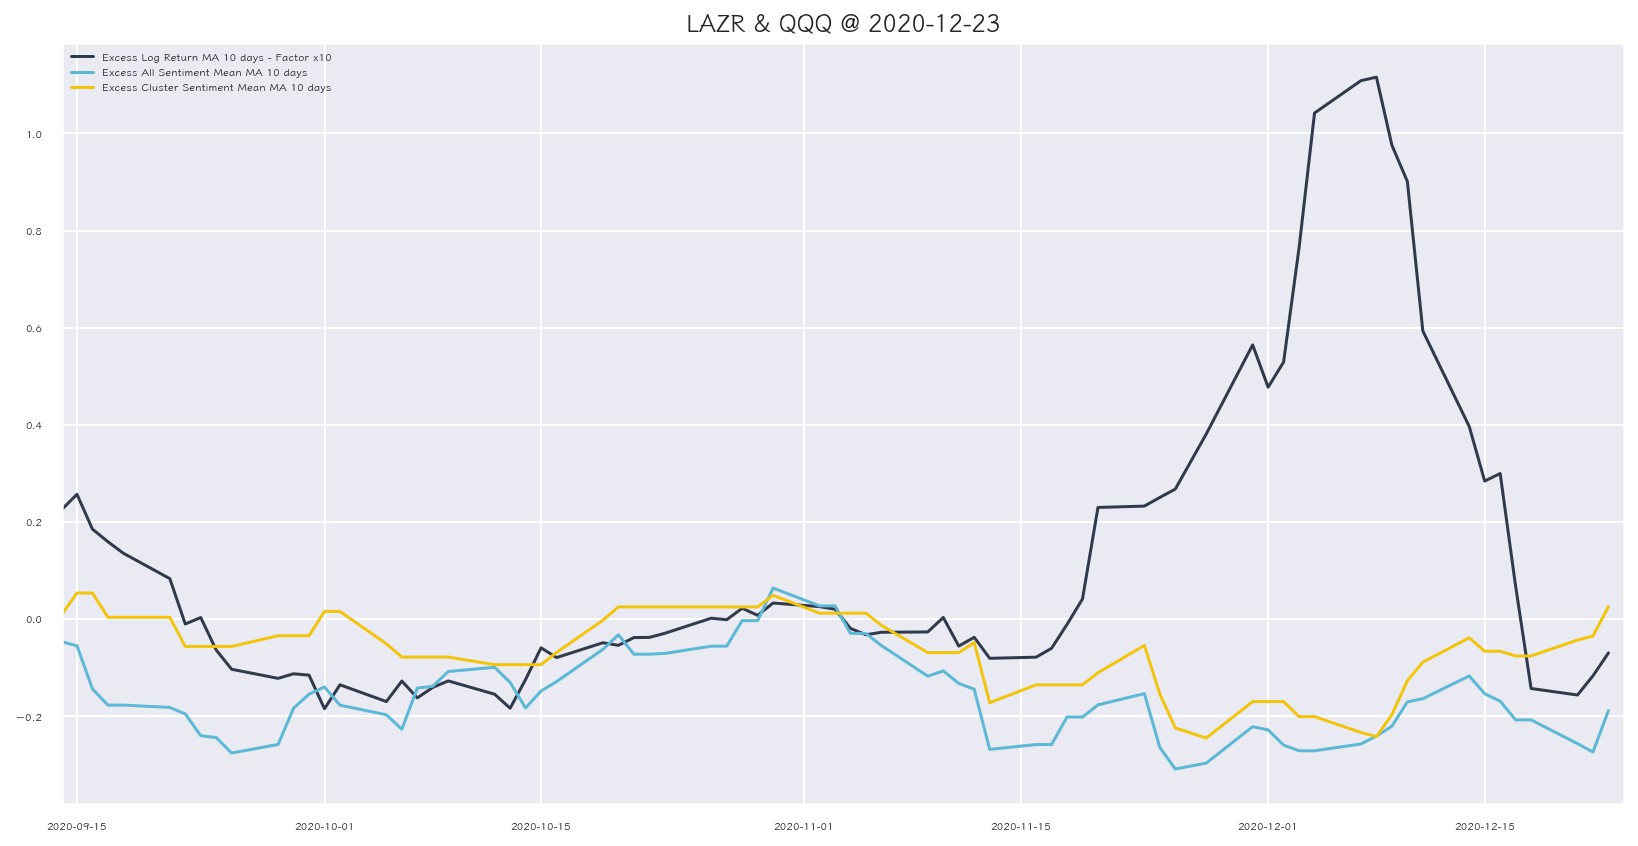 LAZR & QQQ @ 2020-12-23
Excess Log Return MA 10 days - Factor x10
Excess All Sentiment Mean MA 10 days
Excess Cluster Sentiment Mean MA 10 days
1.0
0.8
0.6
0.4
0.2
0.0
−0.2
2020-09-15 2020-10-01 2020-10-15 2020-11-01 2020-11-15 2020-12-01 2020-12-15